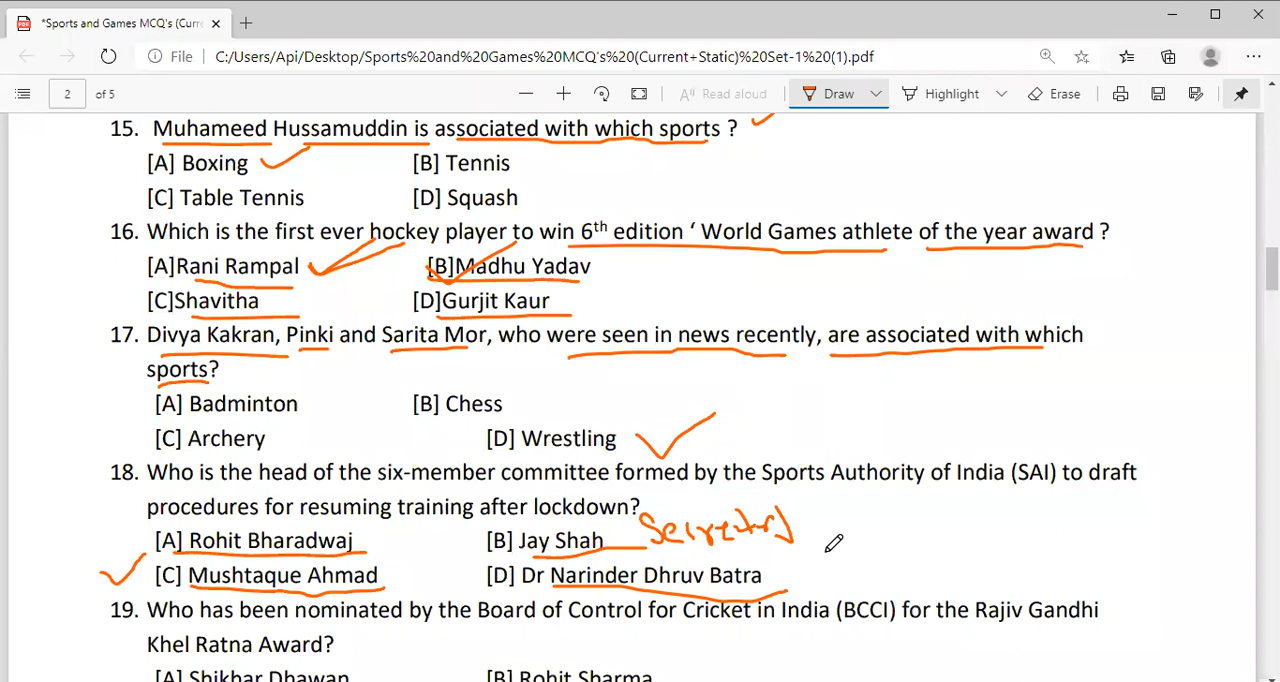 *Sports and Games MCQ's (Curre
File C:/Users/Api/Desktop/Sports%20and%20Games%20MCQ's%20(Current+Static)%20Set-1%20(1).pdf
2 of 5 Read aloud Draw Highlight Erase
15. Muhameed Hussamuddin is associated with which sports ?
[A] Boxing [B] Tennis
[C] Table Tennis [D] Squash
16. Which is the first ever hockey player to win 6th edition ‘ World Games athlete of the year award ?
[A]Rani Rampal [B]Madhu Yadav
[C]Shavitha [D]Gurjit Kaur
17. Divya Kakran, Pinki and Sarita Mor, who were seen in news recently, are associated with which
sports?
[A] Badminton [B] Chess
[C] Archery [D] Wrestling
18. Who is the head of the six-member committee formed by the Sports Authority of India (SAI) to draft
procedures for resuming training after lockdown?
[A] Rohit Bharadwaj [B] Jay Shah
[C] Mushtaque Ahmad [D] Dr Narinder Dhruv Batra
19. Who has been nominated by the Board of Control for Cricket in India (BCCI) for the Rajiv Gandhi
Khel Ratna Award?
[A] Shikhar Dhawan [B] Rohit Sharma